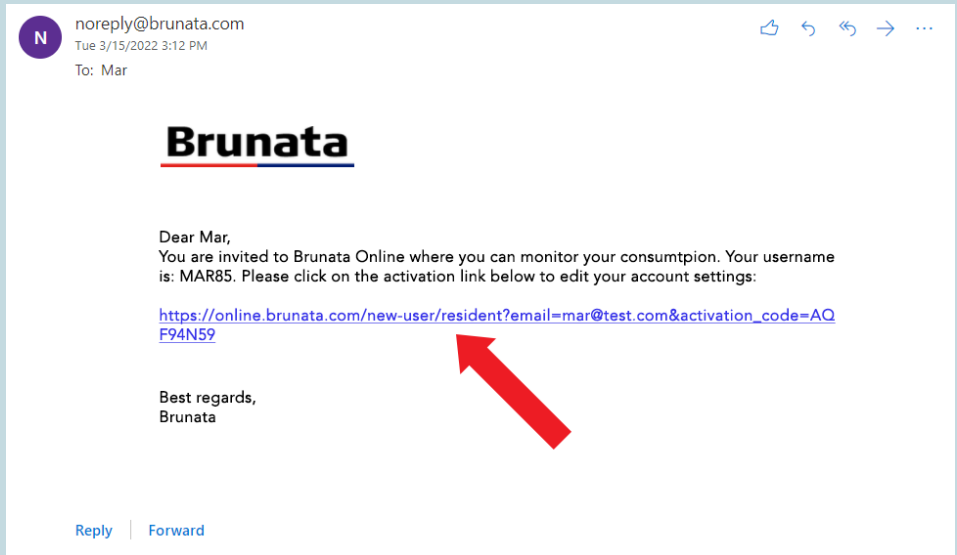 N
noreply@brunata.com
Tue 3/15/2022 3:12 PM
To: Mar
Brunata
Dear Mar,
You are invited to Brunata Online where you can monitor your consumtpion. Your username
is: MAR85. Please click on the activation link below to edit your account settings:
https://online.brunata.com/new-user/resident?email=mar@test.com&activation_code=AQ
F94N59
Best regards,
Brunata
Reply
Forward